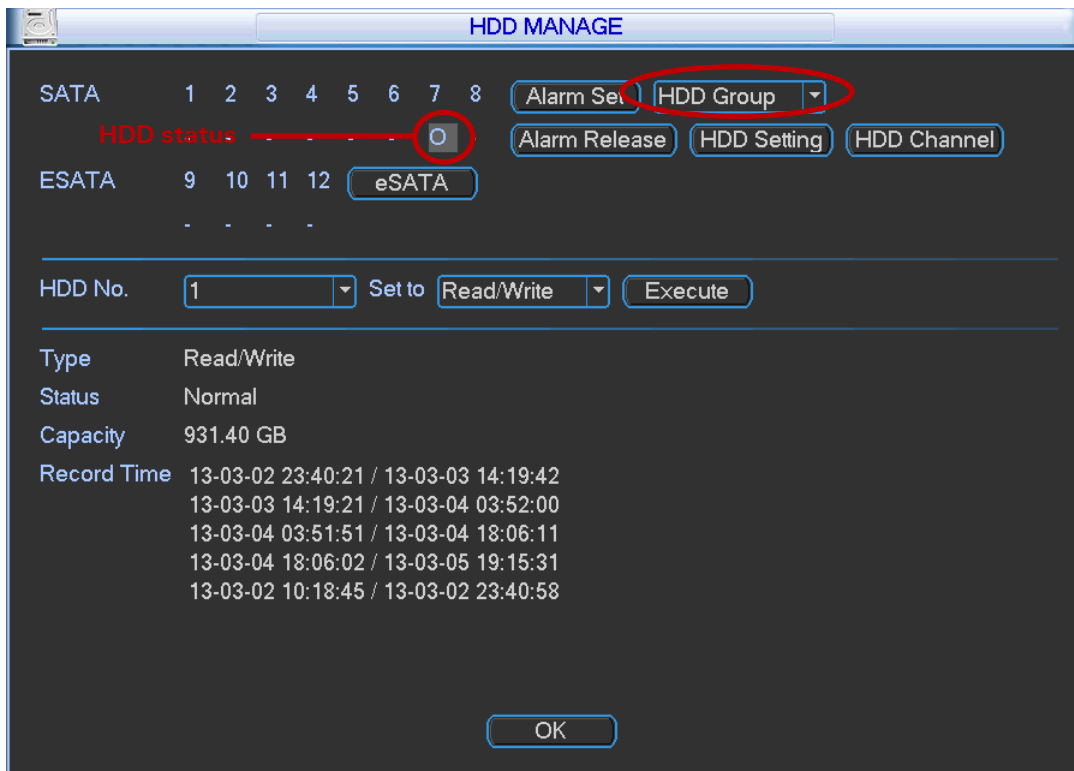 HDD MANAGE
SATA 1 2 3 4 5 6 7 8 Alarm Set HDD Group
HDD status - - - - - - O - Alarm Release HDD Setting HDD Channel
ESATA 9 10 11 12 eSATA
- - - -
HDD No. 1 Set to Read/Write Execute
Type Read/Write
Status Normal
Capacity 931.40 GB
Record Time 13-03-02 23:40:21 / 13-03-03 14:19:42
13-03-03 14:19:21 / 13-03-04 03:52:00
13-03-04 03:51:51 / 13-03-04 18:06:11
13-03-04 18:06:02 / 13-03-05 19:15:31
13-03-02 10:18:45 / 13-03-02 23:40:58
OK